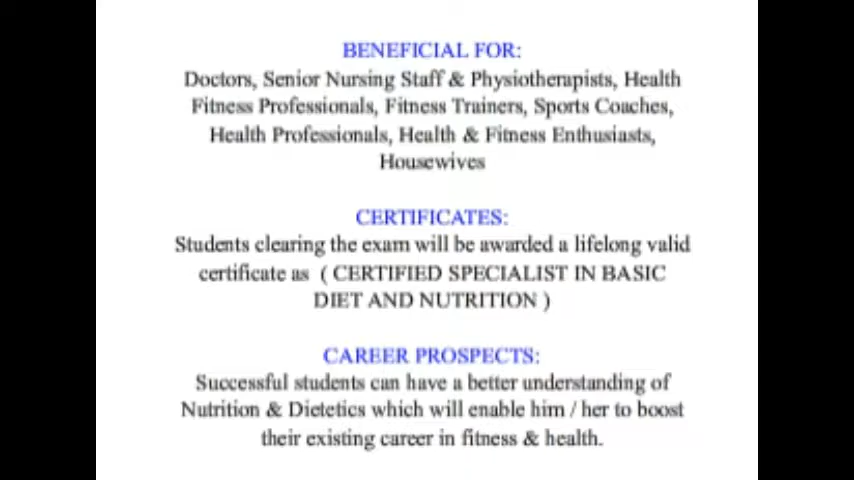 BENEFICIAL FOR:
Doctors, Senior Nursing Staff & Physiotherapists, Health
Fitness Professionals, Fitness Trainers, Sports Coaches,
Health Professionals, Health & Fitness Enthusiasts,
Housewives
CERTIFICATES:
Students clearing the exam will be awarded a lifelong valid
certificate as ( CERTIFIED SPECIALIST IN BASIC
DIET AND NUTRITION )
CAREER PROSPECTS:
Successful students can have a better understanding of
Nutrition & Dietetics which will enable him / her to boost
their existing career in fitness & health.